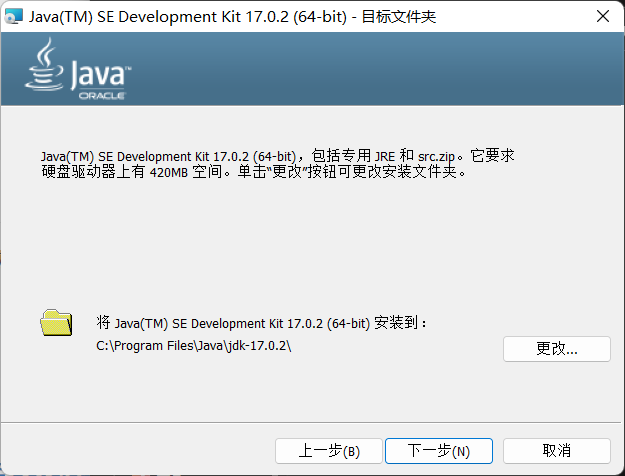 Java(TM) SE Development Kit 17.0.2 (64-bit) - 目标文件夹
Java™
ORACLE
Java(TM) SE Development Kit 17.0.2 (64-bit)，包括专用 JRE 和 src.zip。它要求
硬盘驱动器上有 420MB 空间。单击“更改”按钮可更改安装文件夹。
将 Java(TM) SE Development Kit 17.0.2 (64-bit) 安装到：
C:\Program Files\Java\jdk-17.0.2\
更改...
上一步(B) 下一步(N) 取消